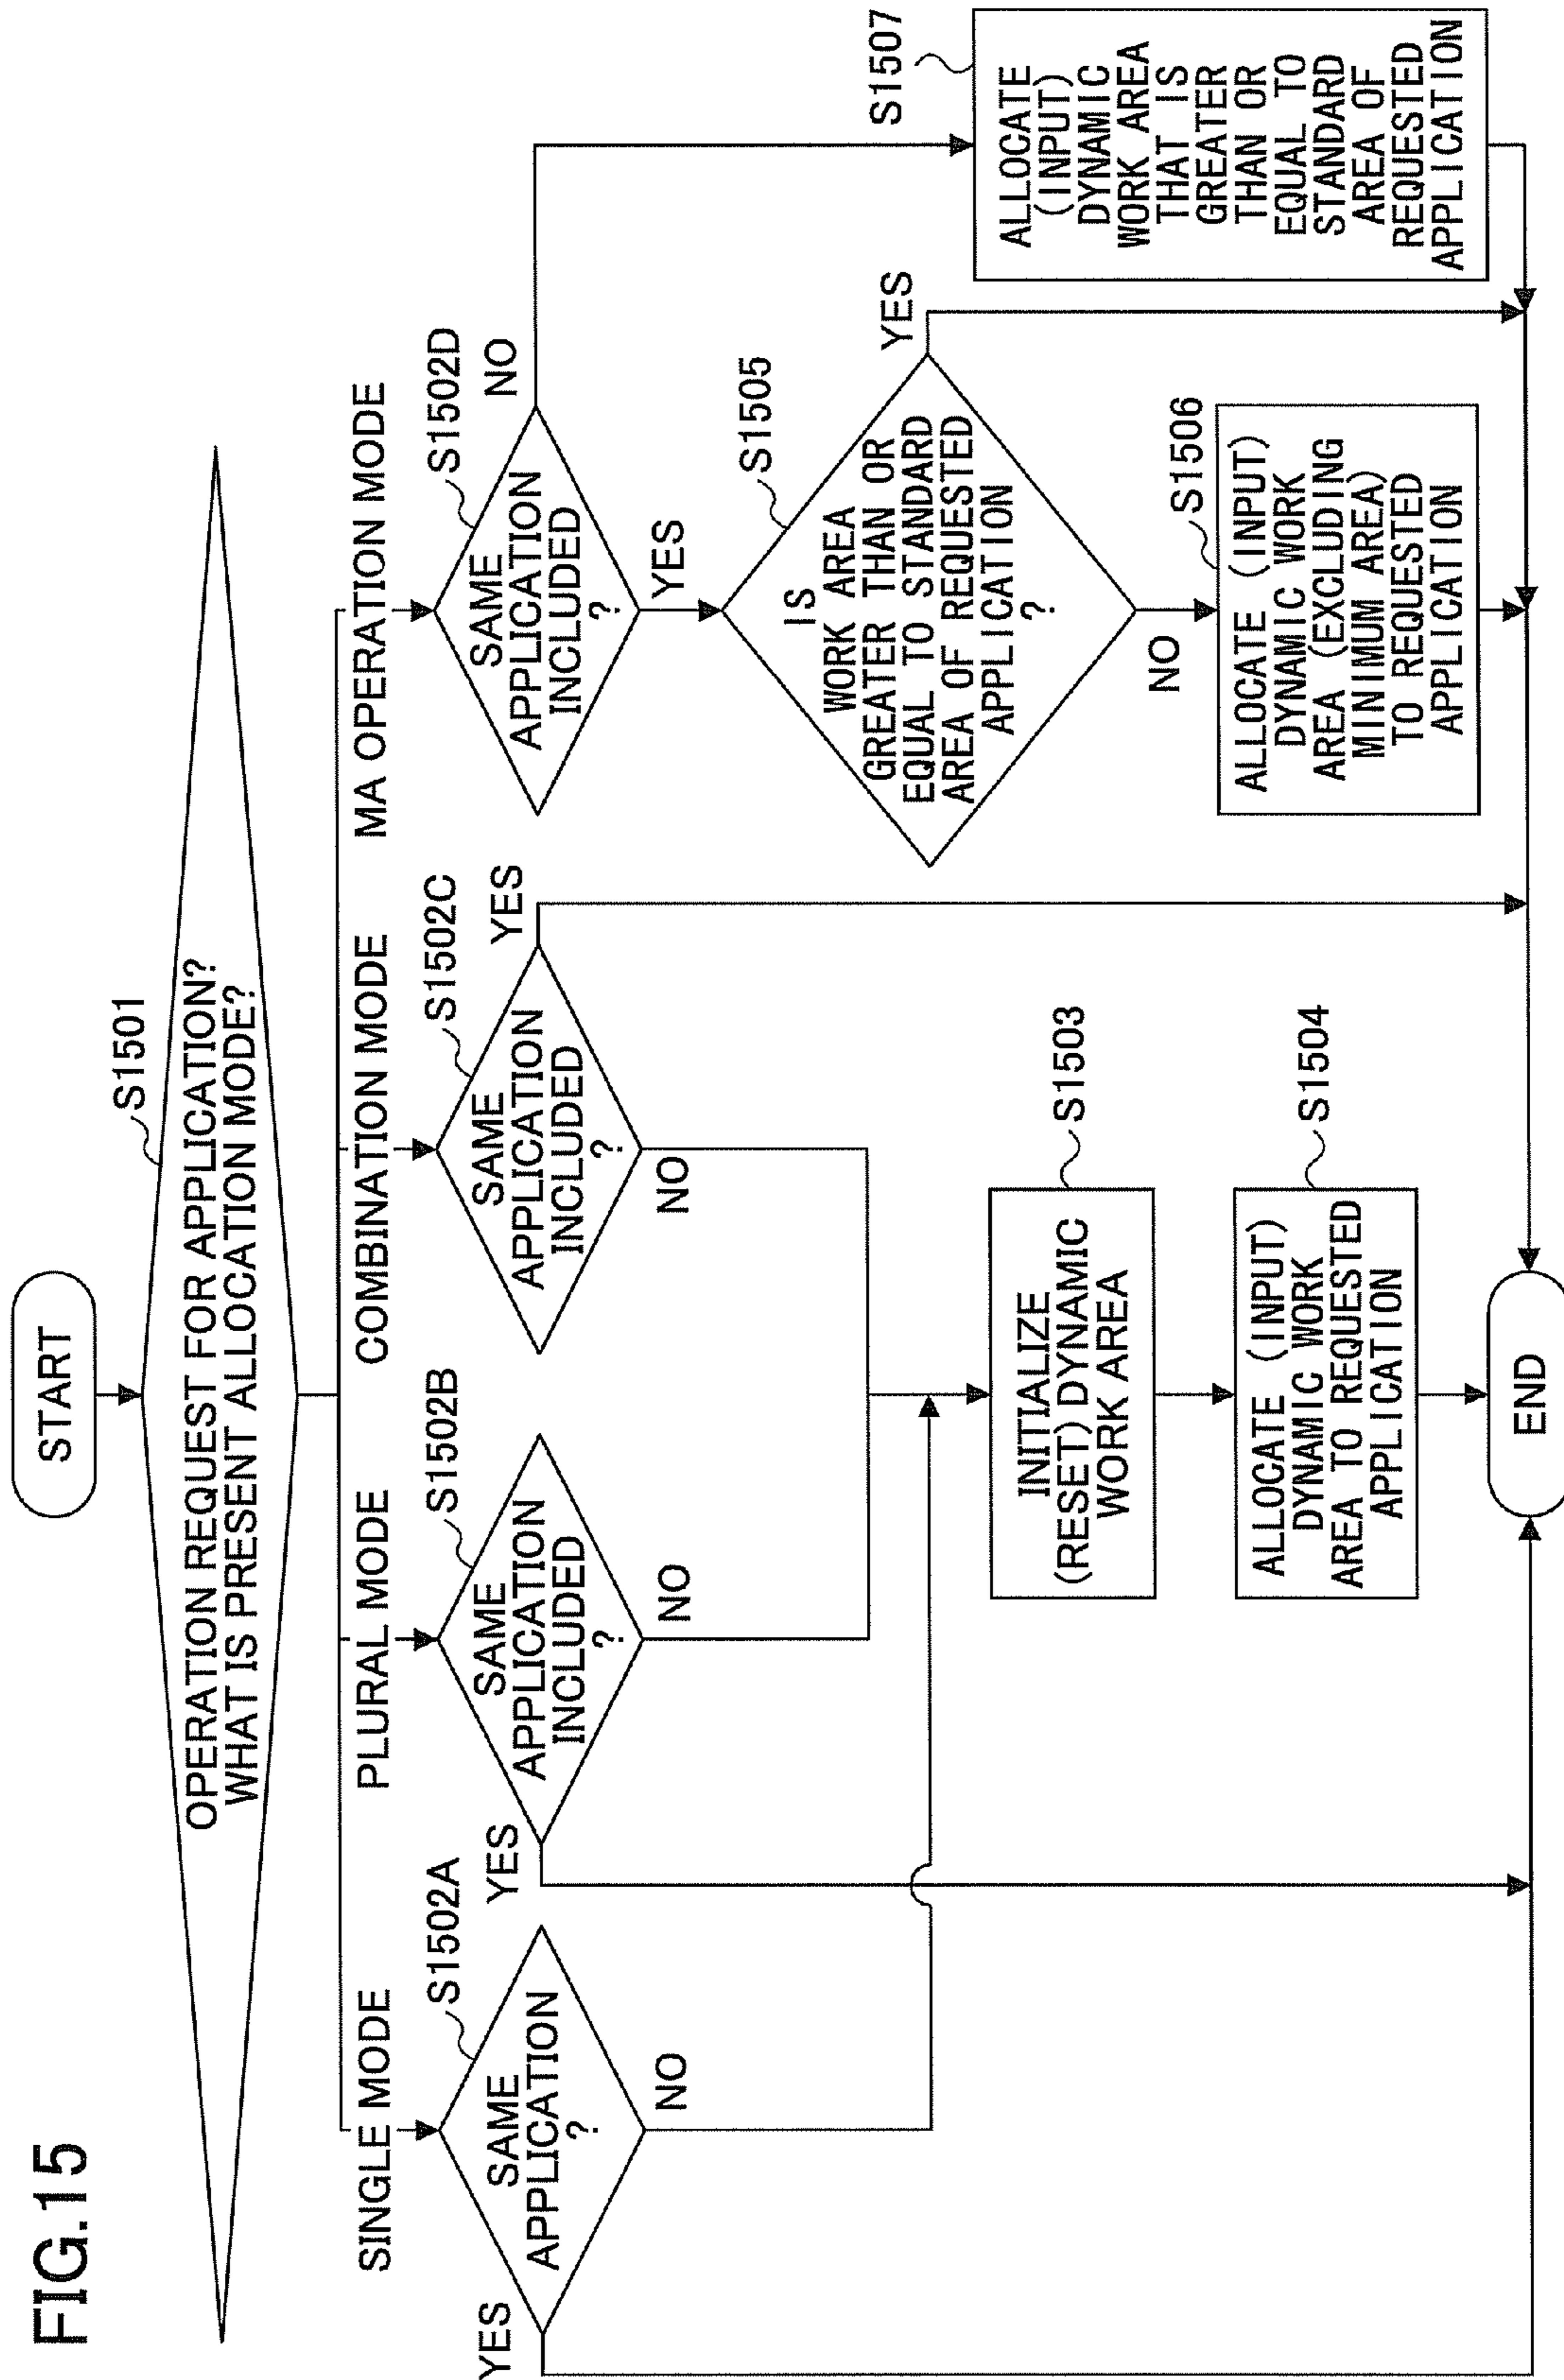 FIG.15
START
S1501
OPERATION REQUEST FOR APPLICATION?
WHAT IS PRESENT ALLOCATION MODE?
SINGLE MODE
PLURAL MODE
COMBINATION MODE
MA OPERATION MODE
S1502A
SAME
APPLICATION
?
YES
NO
S1502B
SAME
APPLICATION
INCLUDED
?
YES
NO
S1502C
SAME
APPLICATION
INCLUDED
?
YES
NO
S1502D
SAME
APPLICATION
INCLUDED
?
NO
YES
S1503
INITIALIZE
(RESET) DYNAMIC
WORK AREA
S1504
ALLOCATE (INPUT)
DYNAMIC WORK
AREA TO REQUESTED
APPLICATION
S1505
IS
WORK AREA
GREATER THAN OR
EQUAL TO STANDARD
AREA OF REQUESTED
APPLICATION
?
YES
NO
S1506
ALLOCATE (INPUT)
DYNAMIC WORK
AREA (EXCLUDING
MINIMUM AREA)
TO REQUESTED
APPLICATION
S1507
ALLOCATE
(INPUT)
DYNAMIC
WORK AREA
THAT IS
GREATER
THAN OR
EQUAL TO
STANDARD
AREA OF
REQUESTED
APPLICATION
END